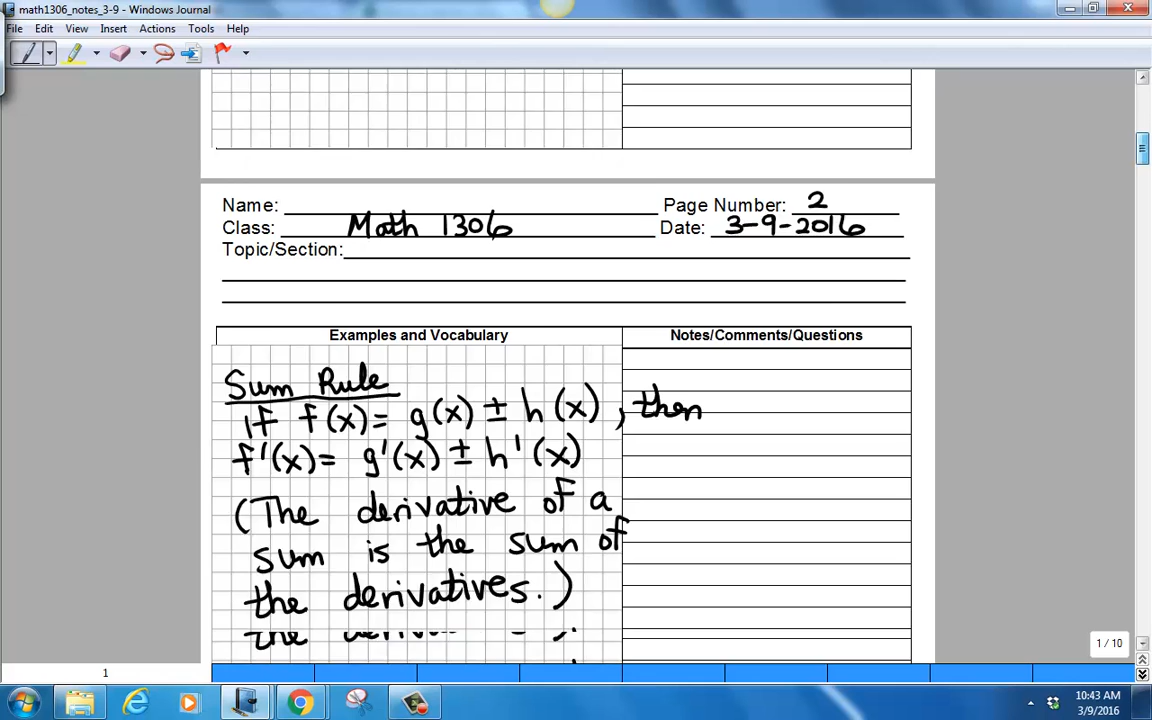 math1306_notes_3-9 - Windows Journal
File Edit View Insert Actions Tools Help
Name: Page Number: 2
Class: Math 1306 Date: 3-9-2016
Topic/Section:
Examples and Vocabulary Notes/Comments/Questions
Sum Rule
If f(x)= g(x) ± h(x), then
f'(x)= g'(x) ± h'(x)
(The derivative of a
sum is the sum of
the derivatives.)
1 / 10
1
10:43 AM
3/9/2016